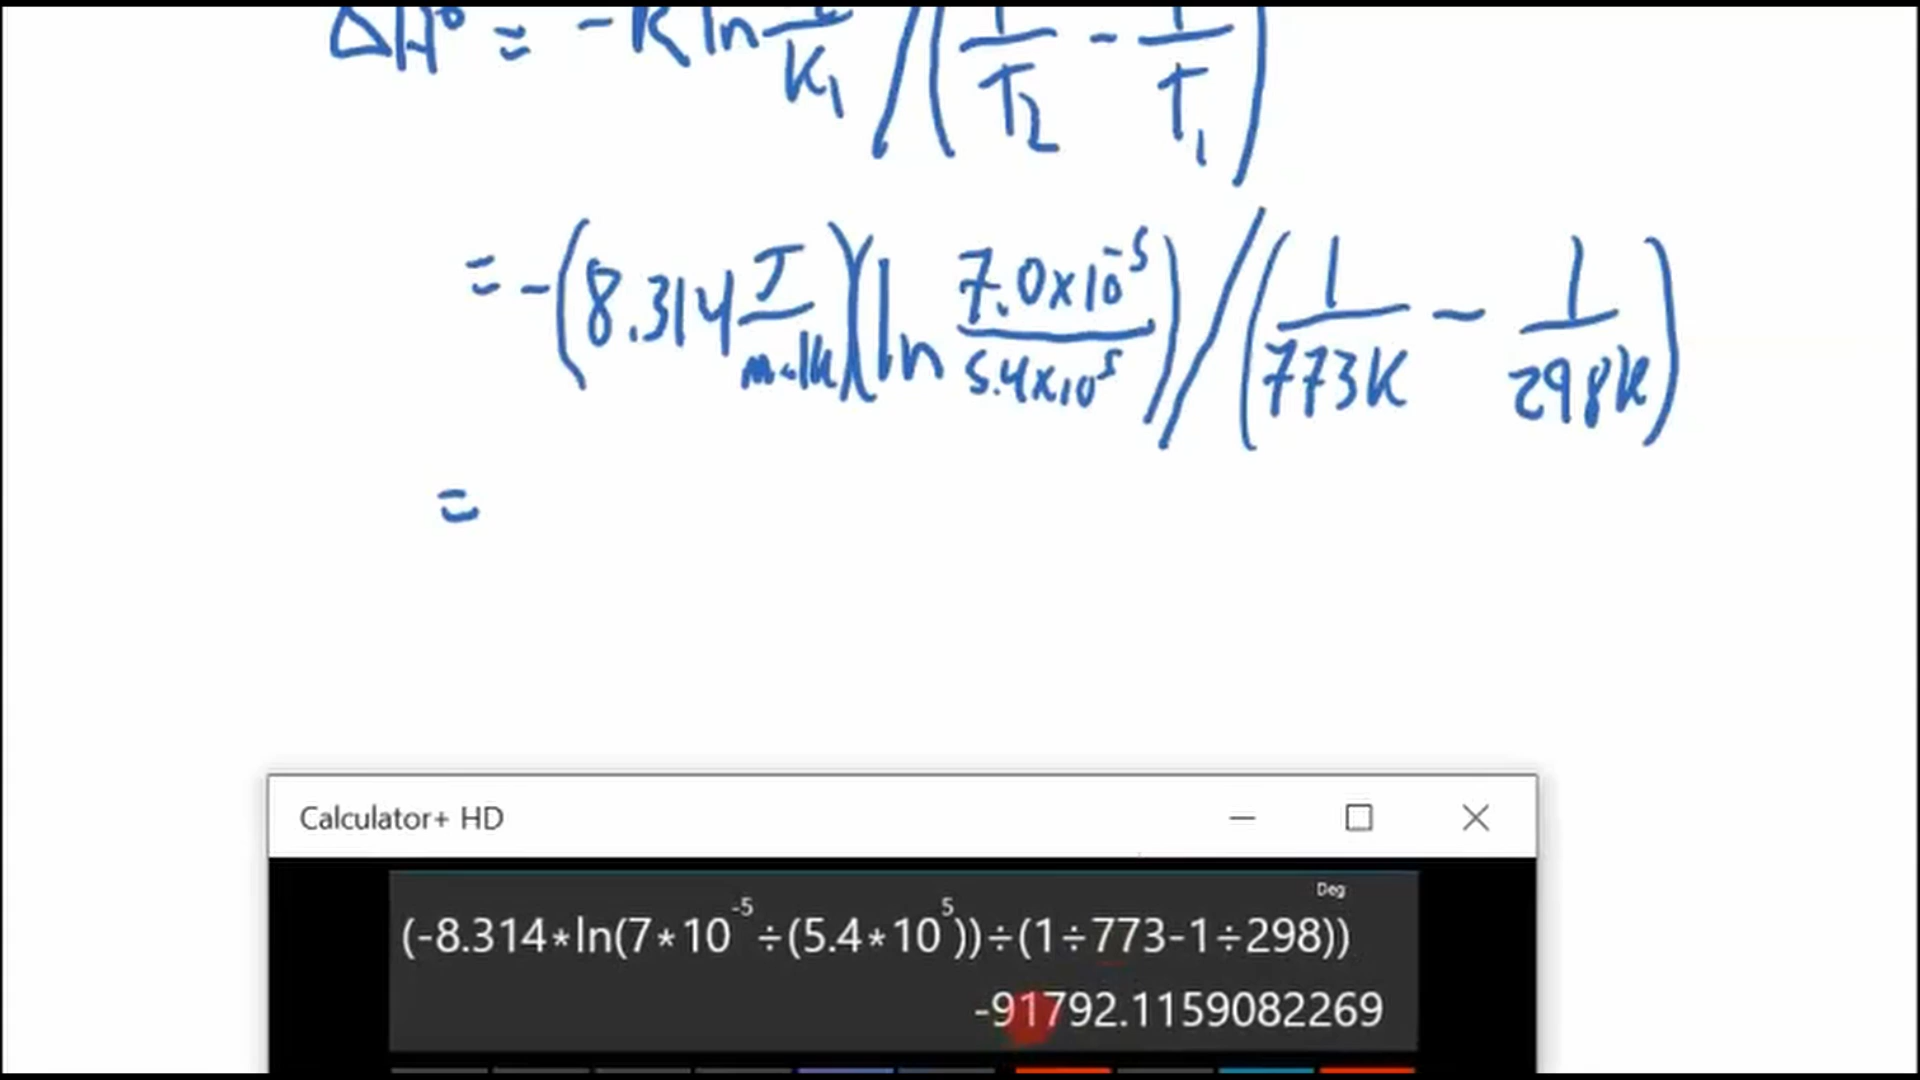 ΔH° = -R ln K₁ / (1/T₂ - 1/T₁)
= -(8.314 J/mol K)(ln 7.0x10⁻⁵/5.4x10⁵) / (1/773K - 1/298K)
=
Calculator+ HD
Deg
(-8.314*ln(7*10⁻⁵÷(5.4*10⁵))÷(1÷773-1÷298))
-91792.1159082269